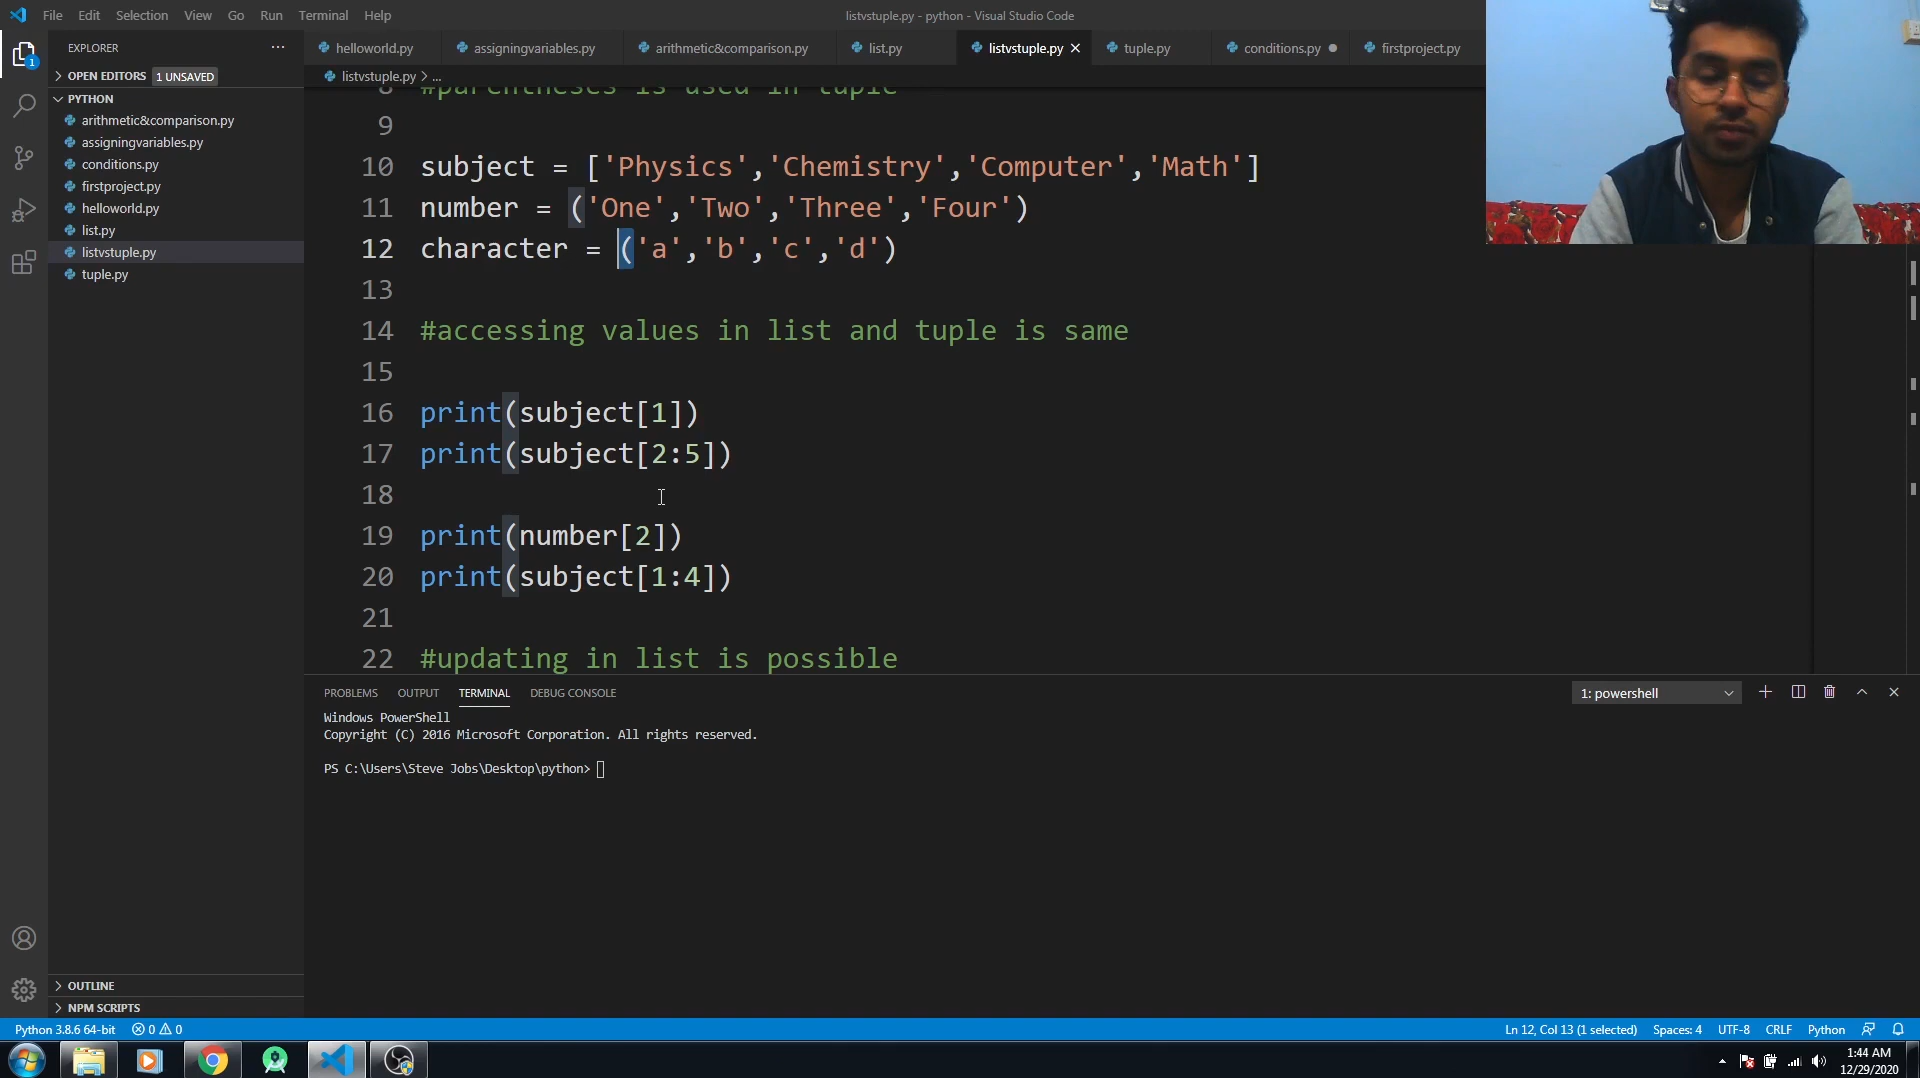 File Edit Selection View Go Run Terminal Help
listvstuple.py - python - Visual Studio Code
EXPLORER ...
helloworld.py assigningvariables.py arithmetic&comparison.py list.py listvstuple.py tuple.py conditions.py firstproject.py
OPEN EDITORS 1 UNSAVED
listvstuple.py > ...
PYTHON
arithmetic&comparison.py
assigningvariables.py
conditions.py
firstproject.py
helloworld.py
list.py
listvstuple.py
tuple.py
8 #parentheses is used in tuple
9
10 subject = ['Physics','Chemistry','Computer','Math']
11 number = ('One','Two','Three','Four')
12 character = ('a','b','c','d')
13
14 #accessing values in list and tuple is same
15
16 print(subject[1])
17 print(subject[2:5])
18
19 print(number[2])
20 print(subject[1:4])
21
22 #updating in list is possible
PROBLEMS OUTPUT TERMINAL DEBUG CONSOLE
1: powershell
Windows PowerShell
Copyright (C) 2016 Microsoft Corporation. All rights reserved.
PS C:\Users\Steve Jobs\Desktop\python>
OUTLINE
NPM SCRIPTS
1
Python 3.8.6 64-bit 0 0
Ln 12, Col 13 (1 selected) Spaces: 4 UTF-8 CRLF Python
1:44 AM
12/29/2020